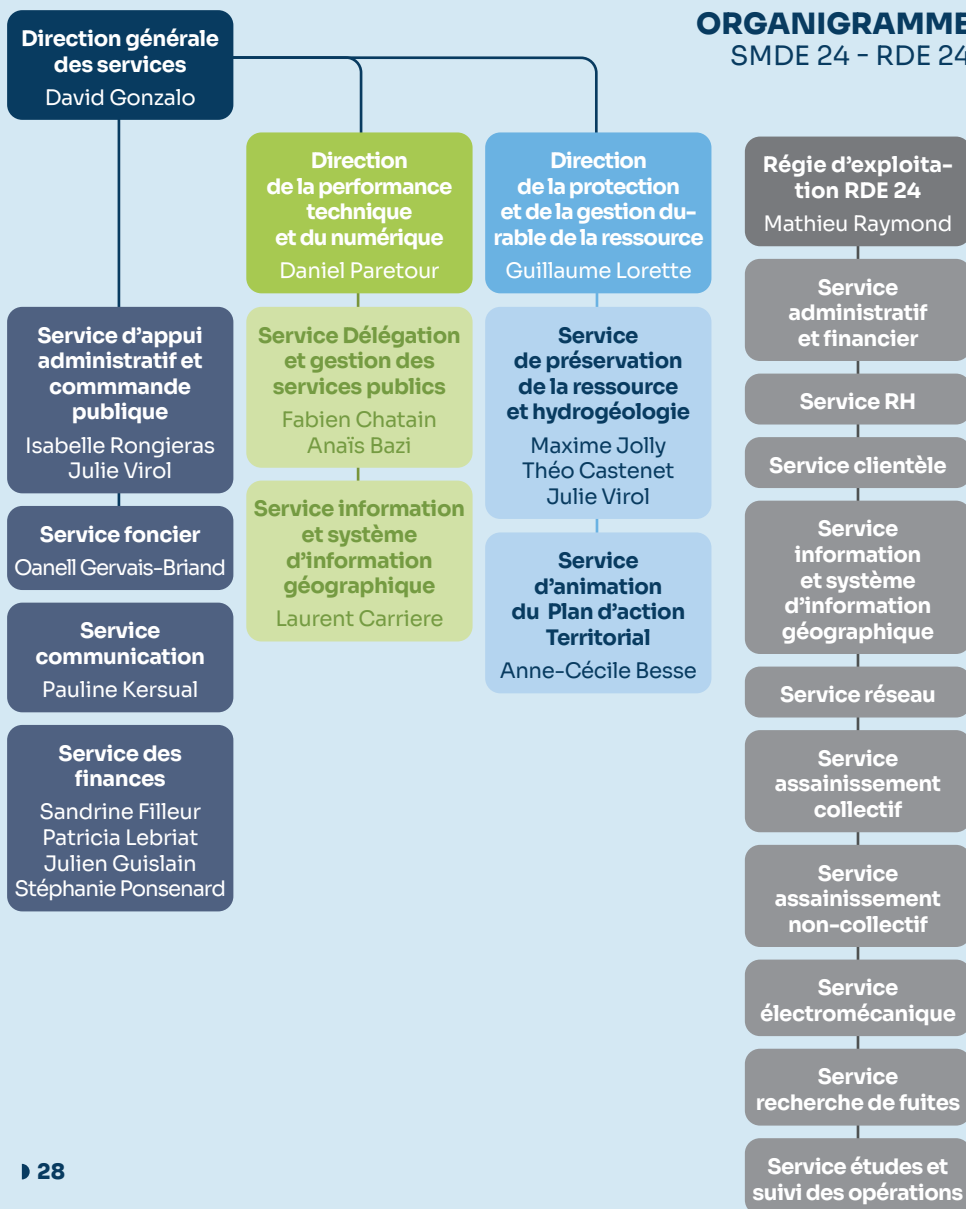 ORGANIGRAMME
SMDE 24 - RDE 24
Direction générale
des services
David Gonzalo
Service d'appui
administratif et
commmande
publique
Isabelle Rongieras
Julie Virol
Service foncier
Oanell Gervais-Briand
Service
communication
Pauline Kersual
Service des
finances
Sandrine Filleur
Patricia Lebriat
Julien Guislain
Stéphanie Ponsenard
Direction
de la performance
technique
et du numérique
Daniel Paretour
Service Délégation
et gestion des
services publics
Fabien Chatain
Anaïs Bazi
Service information
et système
d'information
géographique
Laurent Carriere
Direction
de la protection
et de la gestion du-
rable de la ressource
Guillaume Lorette
Service
de préservation
de la ressource
et hydrogéologie
Maxime Jolly
Théo Castenet
Julie Virol
Service
d'animation
du Plan d'action
Territorial
Anne-Cécile Besse
Régie d'exploita-
tion RDE 24
Mathieu Raymond
Service
administratif
et financier
Service RH
Service clientèle
Service
information
et système
d'information
géographique
Service réseau
Service
assainissement
collectif
Service
assainissement
non-collectif
Service
électromécanique
Service
recherche de fuites
Service études et
suivi des opérations
28